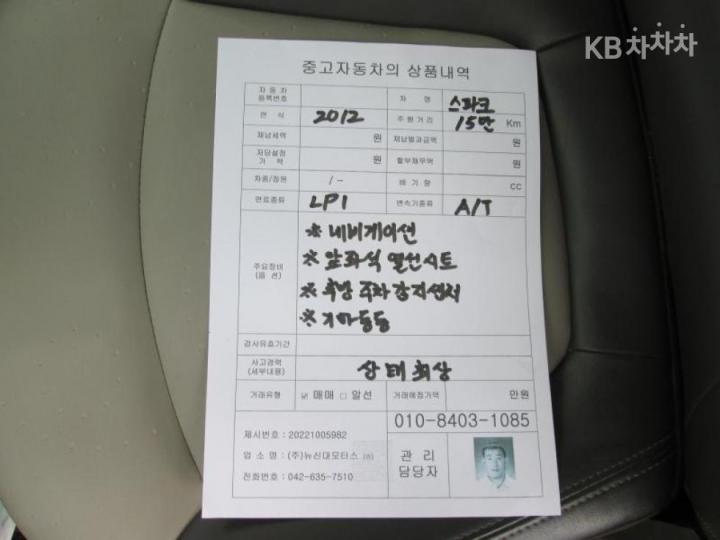 KB차차차
중고자동차의 상품내역
자 동 차 등록번호 차 명 스파크
연 식 2012 주행거리 15만 Km
체납세액 원 체납범과금액 원
저당설정 가 액 원 할부채무액 원
차종/정원 / - 배 기 량 cc
연료종류 LPI 변속기종류 A/T
주요장비 (옵 션)
※ 네비게이션
※ 앞좌석 열선시트
※ 후방 주차 감지센서
※ 기타등등
검사유효기간
사고경력 (세부내용) 상태최상
거래유형 ☑ 매매 □ 알선 거래예정가액 만원
010-8403-1085
제시번호 : 20221005982
업 소 명 : (주)뉴신대모터스 (인)
전화번호 : 042-635-7510
관 리
담당자